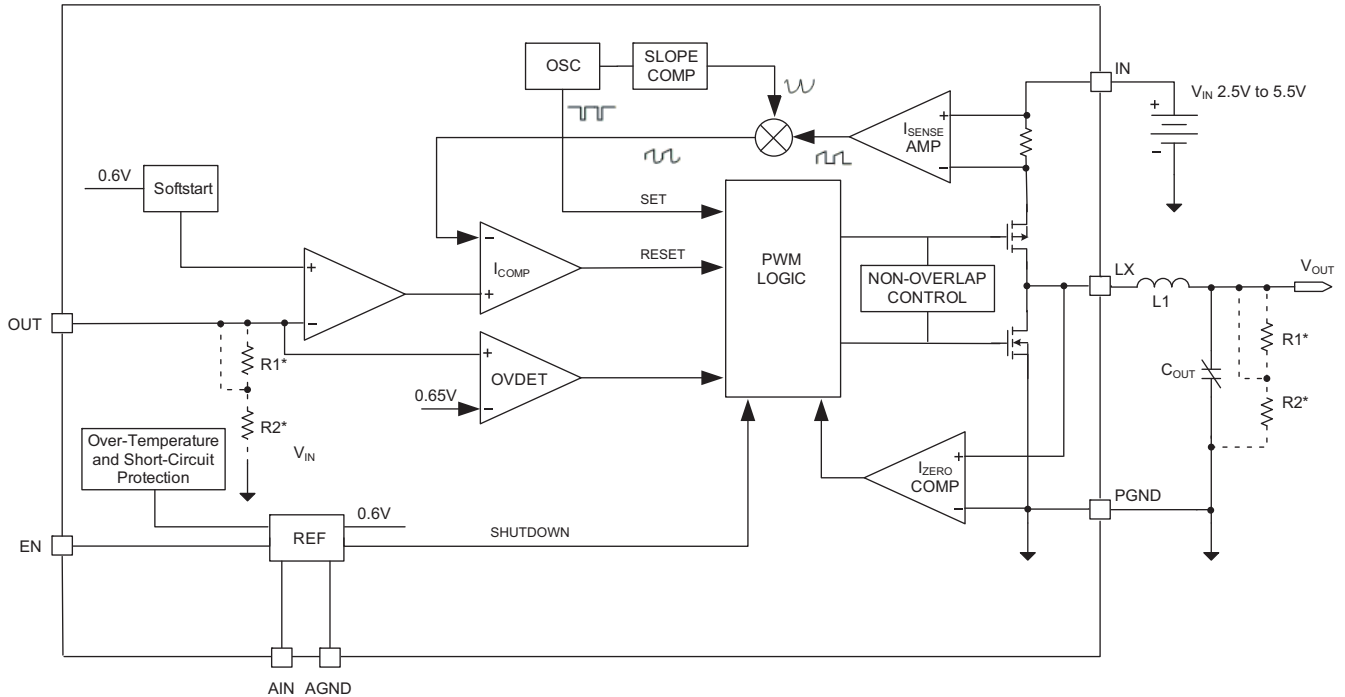 OSC
SLOPE
COMP
IN
V_IN 2.5V to 5.5V
+
−
+
I_SENSE
AMP
−
0.6V
Softstart
SET
PWM
LOGIC
−
I_COMP
+
RESET
+
−
NON-OVERLAP
CONTROL
LX
L1
V_OUT
OUT
R1*
R2*
V_IN
+
OVDET
−
0.65V
C_OUT
R1*
R2*
Over-Temperature
and Short-Circuit
Protection
+
I_ZERO
COMP
−
PGND
0.6V
REF
SHUTDOWN
EN
AIN AGND